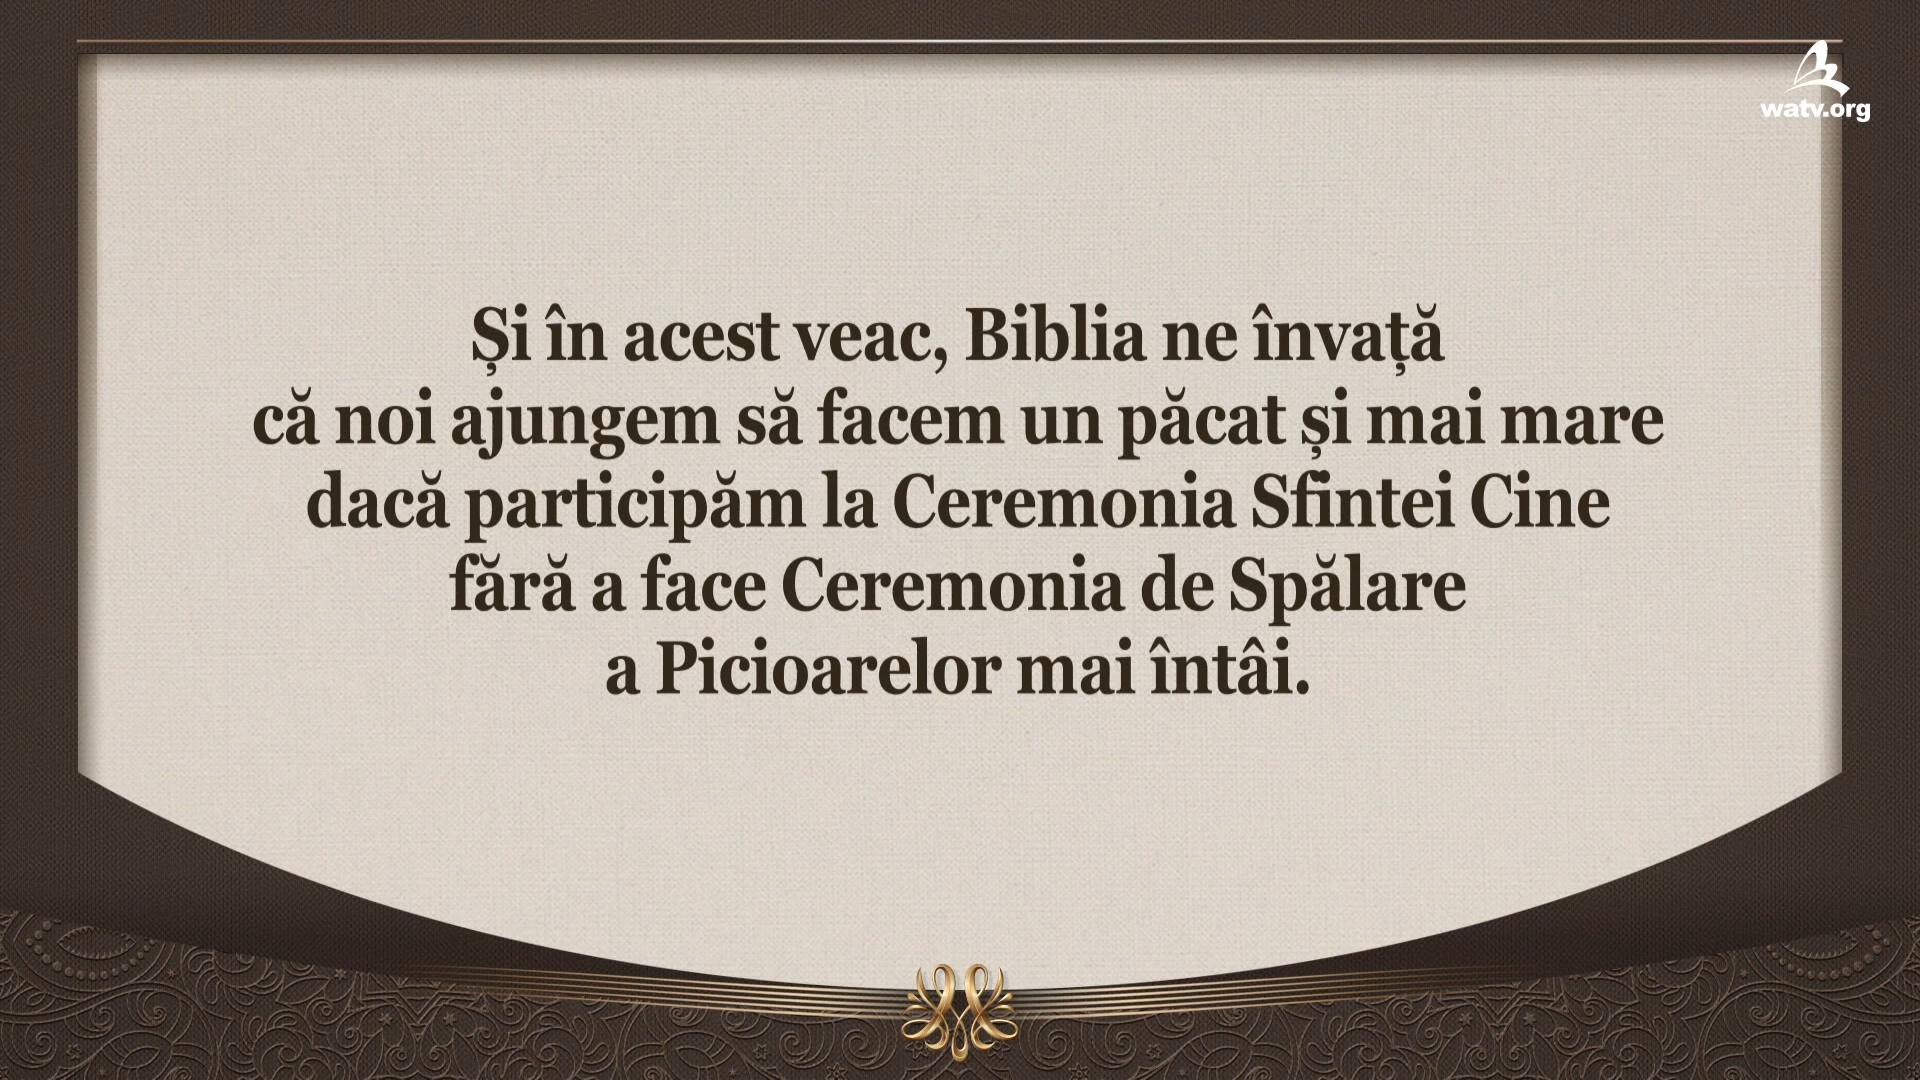 watv.org
Și în acest veac, Biblia ne învață
că noi ajungem să facem un păcat și mai mare
dacă participăm la Ceremonia Sfintei Cine
fără a face Ceremonia de Spălare
a Picioarelor mai întâi.